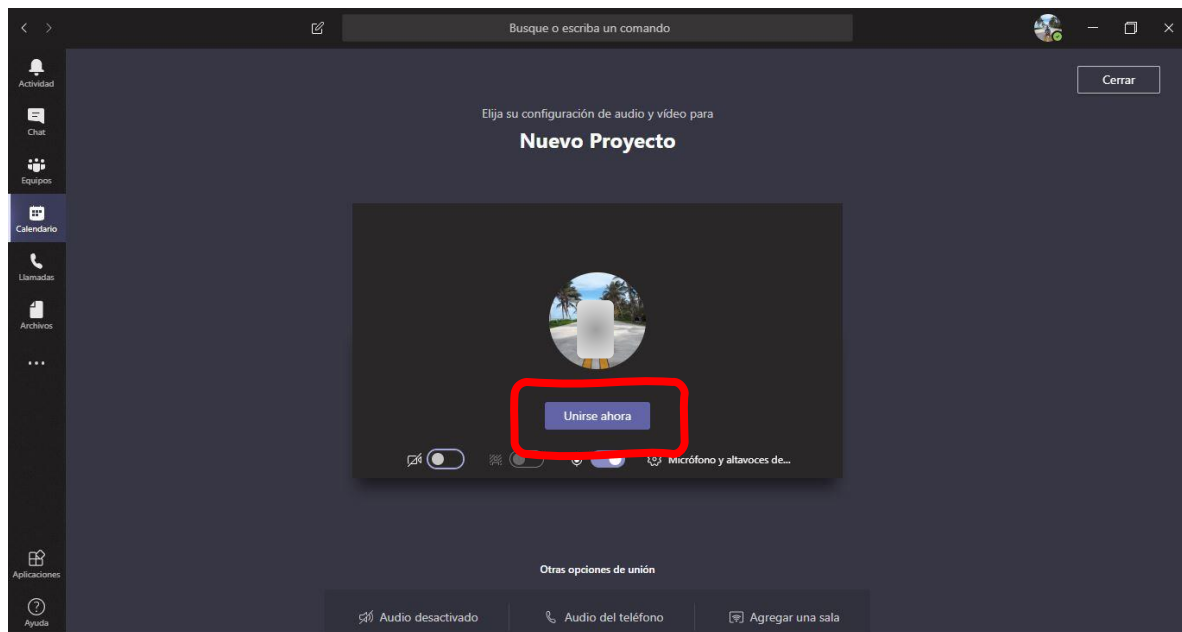 Busque o escriba un comando
Actividad
Chat
Equipos
Calendario
Llamadas
Archivos
Aplicaciones
Ayuda
Cerrar
Elija su configuración de audio y vídeo para
Nuevo Proyecto
Unirse ahora
Micrófono y altavoces de...
Otras opciones de unión
Audio desactivado
Audio del teléfono
Agregar una sala